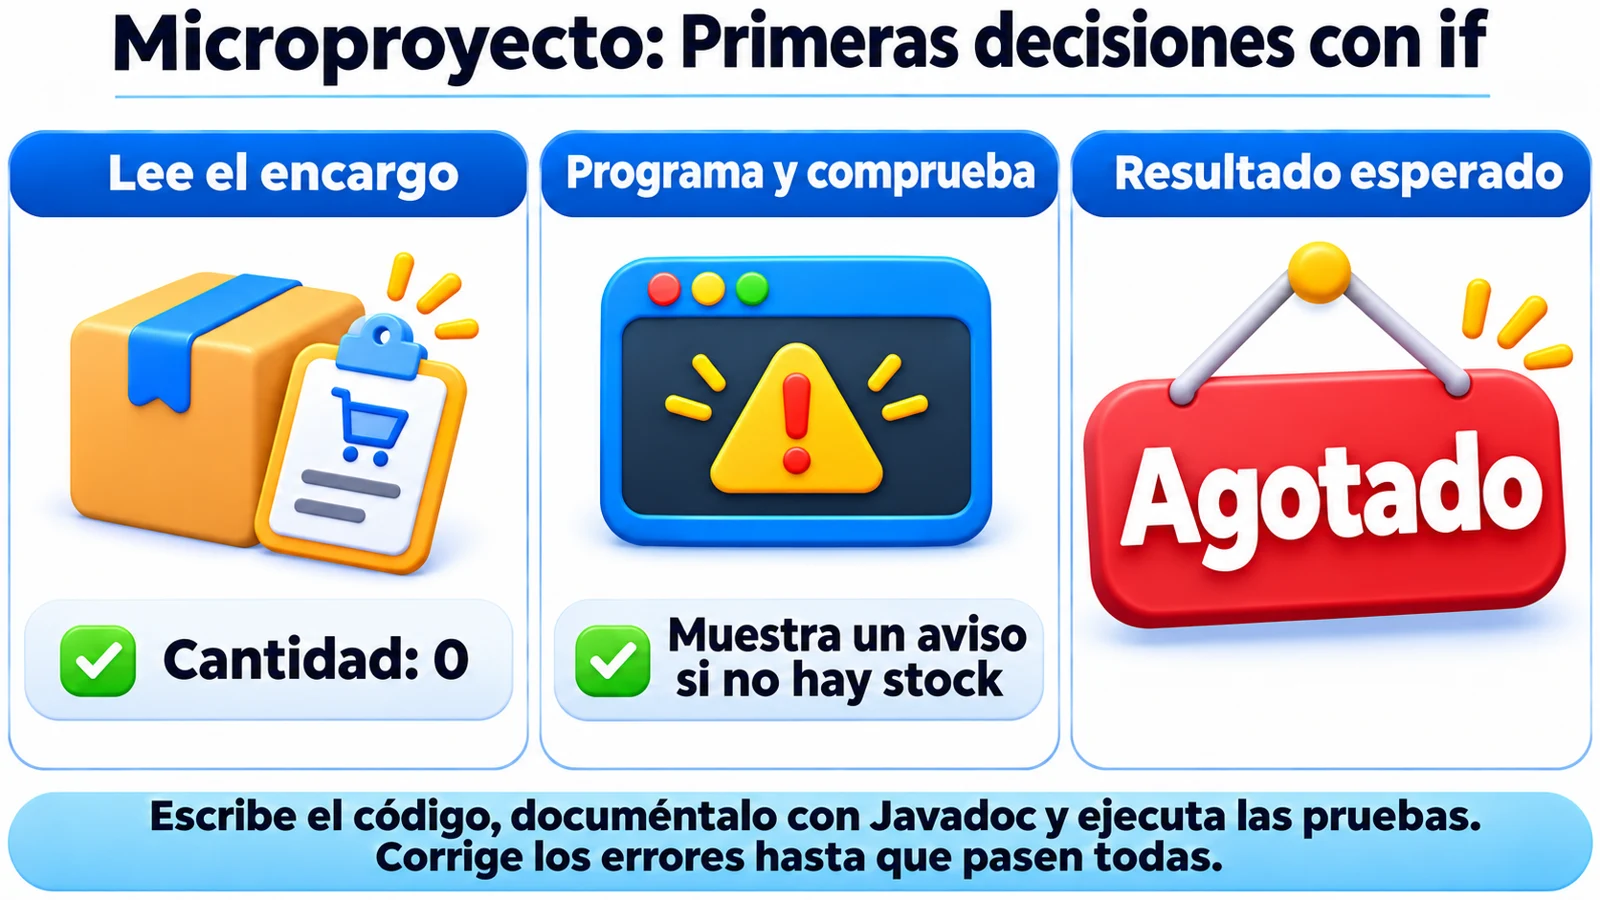 Microproyecto: Primeras decisiones con if
Lee el encargo
Cantidad: 0
Programa y comprueba
Muestra un aviso
si no hay stock
Resultado esperado
Agotado
Escribe el código, documéntalo con Javadoc y ejecuta las pruebas.
Corrige los errores hasta que pasen todas.